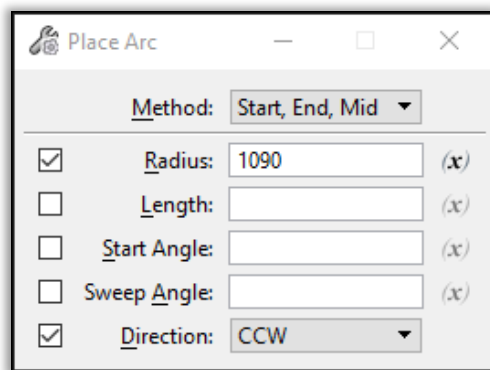 Place Arc
Method: Start, End, Mid
Radius: 1090 (x)
Length: (x)
Start Angle: (x)
Sweep Angle: (x)
Direction: CCW